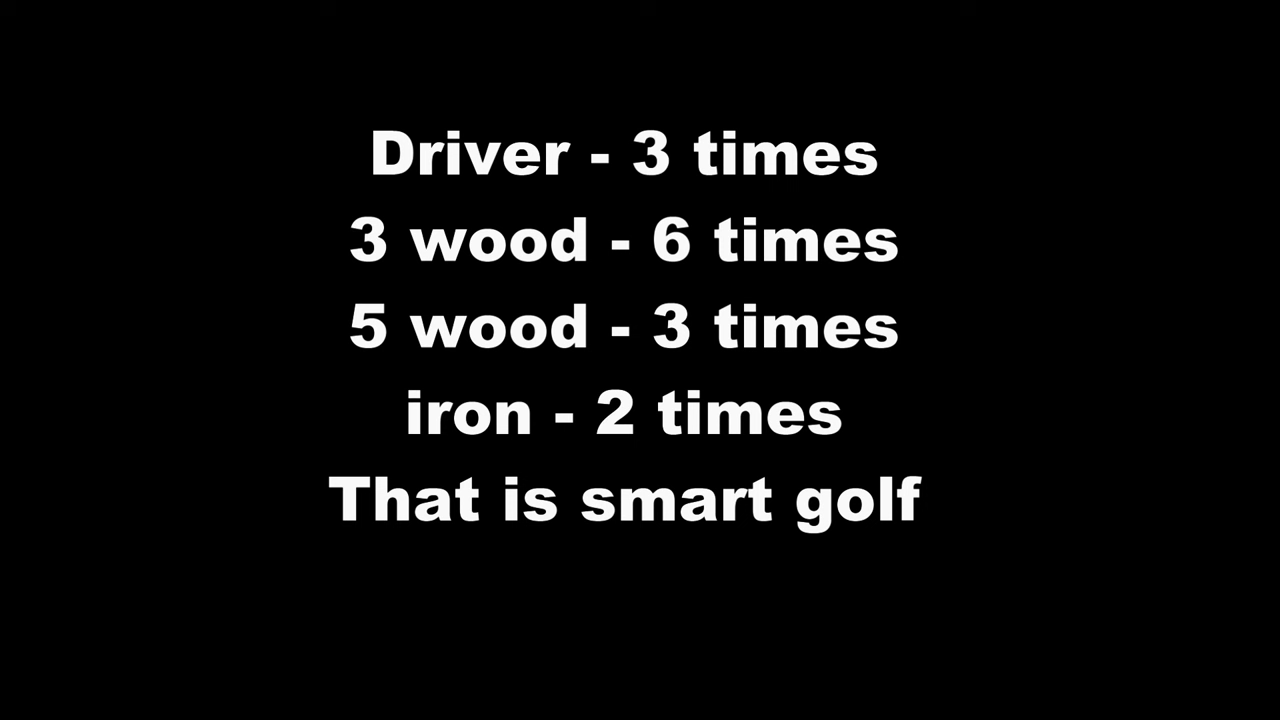 Driver - 3 times
3 wood - 6 times
5 wood - 3 times
iron - 2 times
That is smart golf